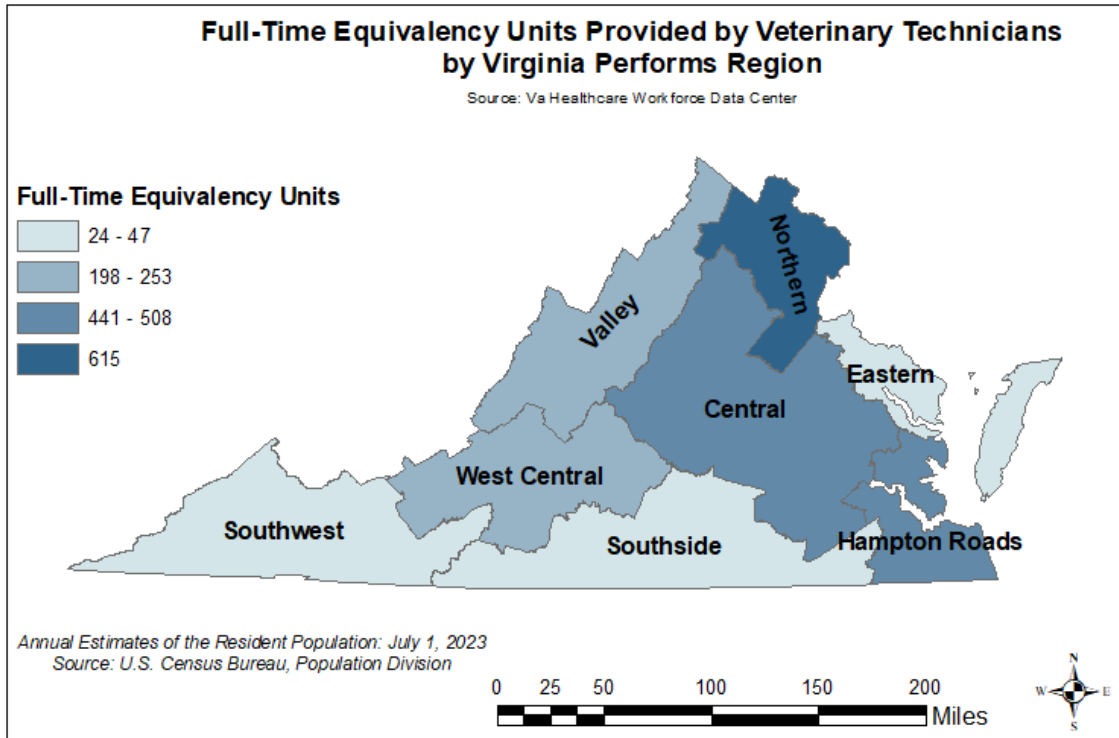 Full-Time Equivalency Units Provided by Veterinary Technicians
by Virginia Performs Region
Source: Va Healthcare Workforce Data Center
Full-Time Equivalency Units
24 - 47
198 - 253
441 - 508
615
Northern
Valley
Eastern
Central
West Central
Southwest
Southside
Hampton Roads
Annual Estimates of the Resident Population: July 1, 2023
Source: U.S. Census Bureau, Population Division
0 25 50 100 150 200
Miles
N
W E
S